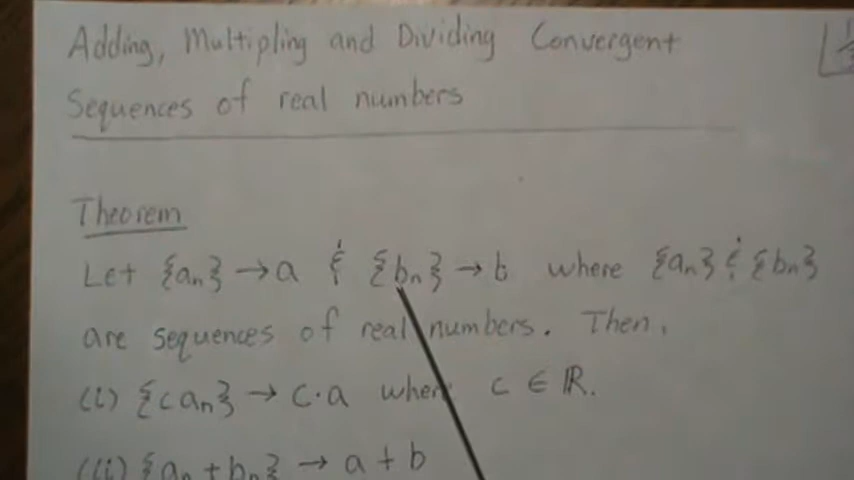 Adding, Multipling and Dividing Convergent
Sequences of real numbers
Theorem
Let {aₙ} → a & {bₙ} → b where {aₙ} & {bₙ}
are sequences of real numbers. Then,
(i) {c aₙ} → c·a where c ∈ ℝ.
(ii) {aₙ + bₙ} → a + b